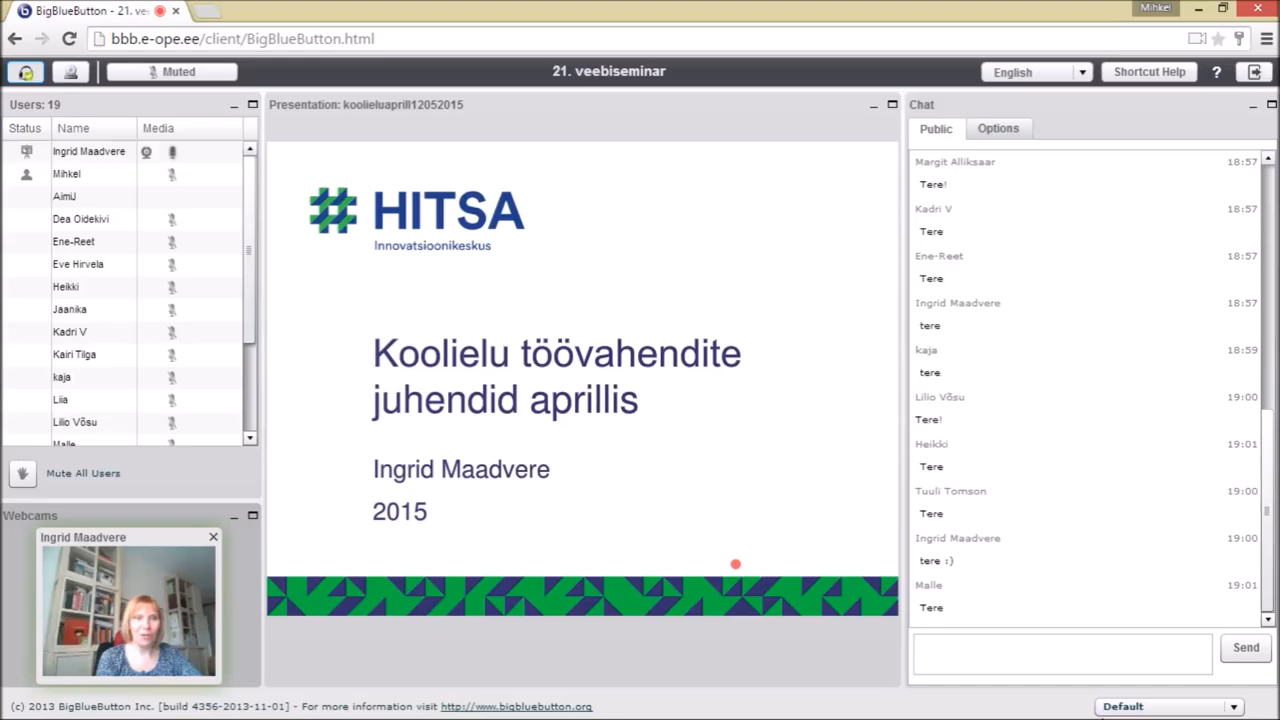 BigBlueButton - 21. ve
Mihkel
bbb.e-ope.ee/client/BigBlueButton.html
Muted
21. veebiseminar
English
Shortcut Help
?
Users: 19
Status Name Media
Ingrid Maadvere
Mihkel
AimiJ
Dea Oidekivi
Ene-Reet
Eve Hirvela
Heikki
Jaanika
Kadri V
Kairi Tilga
kaja
Liia
Lilio Võsu
Malle
Mute All Users
Webcams
Ingrid Maadvere
Presentation: koolieluaprill12052015
HITSA
Innovatsioonikeskus
Koolielu töövahendite
juhendid aprillis
Ingrid Maadvere
2015
Chat
Public Options
Margit Alliksaar 18:57
Tere!
Kadri V 18:57
Tere
Ene-Reet 18:57
Tere
Ingrid Maadvere 18:57
tere
kaja 18:59
tere
Lilio Võsu 19:00
Tere!
Heikki 19:01
Tere
Tuuli Tomson 19:00
Tere
Ingrid Maadvere 19:00
tere :)
Malle 19:01
Tere
Send
(c) 2013 BigBlueButton Inc. [build 4356-2013-11-01] - For more information visit http://www.bigbluebutton.org
Default